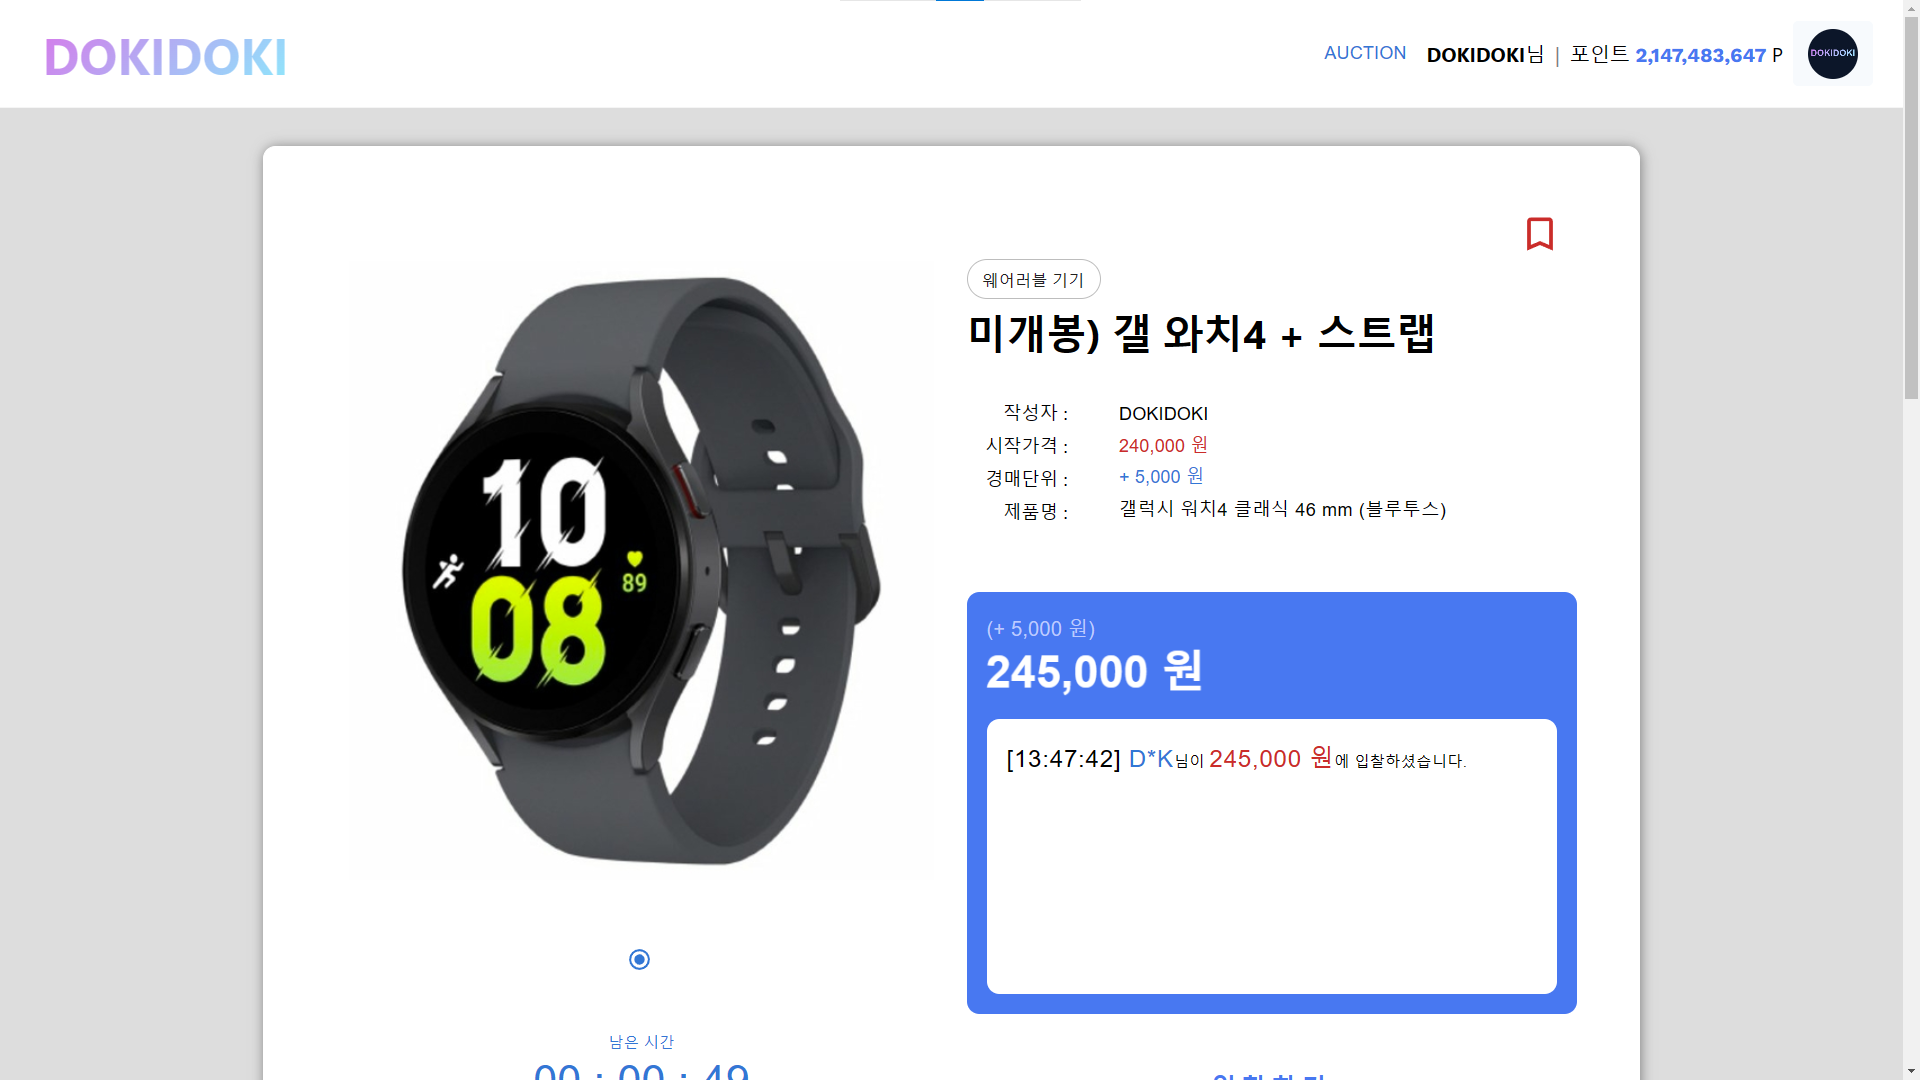 DOKIDOKI
AUCTION DOKIDOKI님 | 포인트 2,147,483,647 P
DOKIDOKI
웨어러블 기기
미개봉) 갤 와치4 + 스트랩
작성자 : DOKIDOKI
시작가격 : 240,000 원
경매단위 : + 5,000 원
제품명 : 갤럭시 워치4 클래식 46 mm (블루투스)
10
08
89
(+ 5,000 원)
245,000 원
[13:47:42] D*K님이 245,000 원에 입찰하셨습니다.
남은 시간
00 : 00 : 49